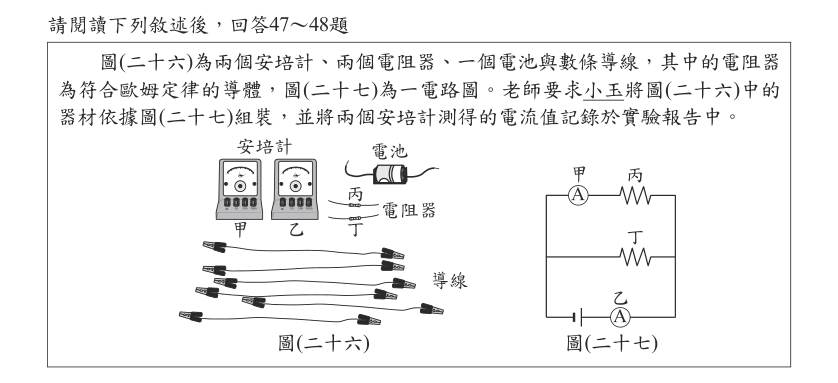 請閱讀下列敘述後，回答47～48題
圖(二十六)為兩個安培計、兩個電阻器、一個電池與數條導線，其中的電阻器
為符合歐姆定律的導體，圖(二十七)為一電路圖。老師要求小玉將圖(二十六)中的
器材依據圖(二十七)組裝，並將兩個安培計測得的電流值記錄於實驗報告中。
安培計
電池
丙
電阻器
甲
乙
丁
導線
圖(二十六)
甲
丙
A
丁
乙
A
圖(二十七)